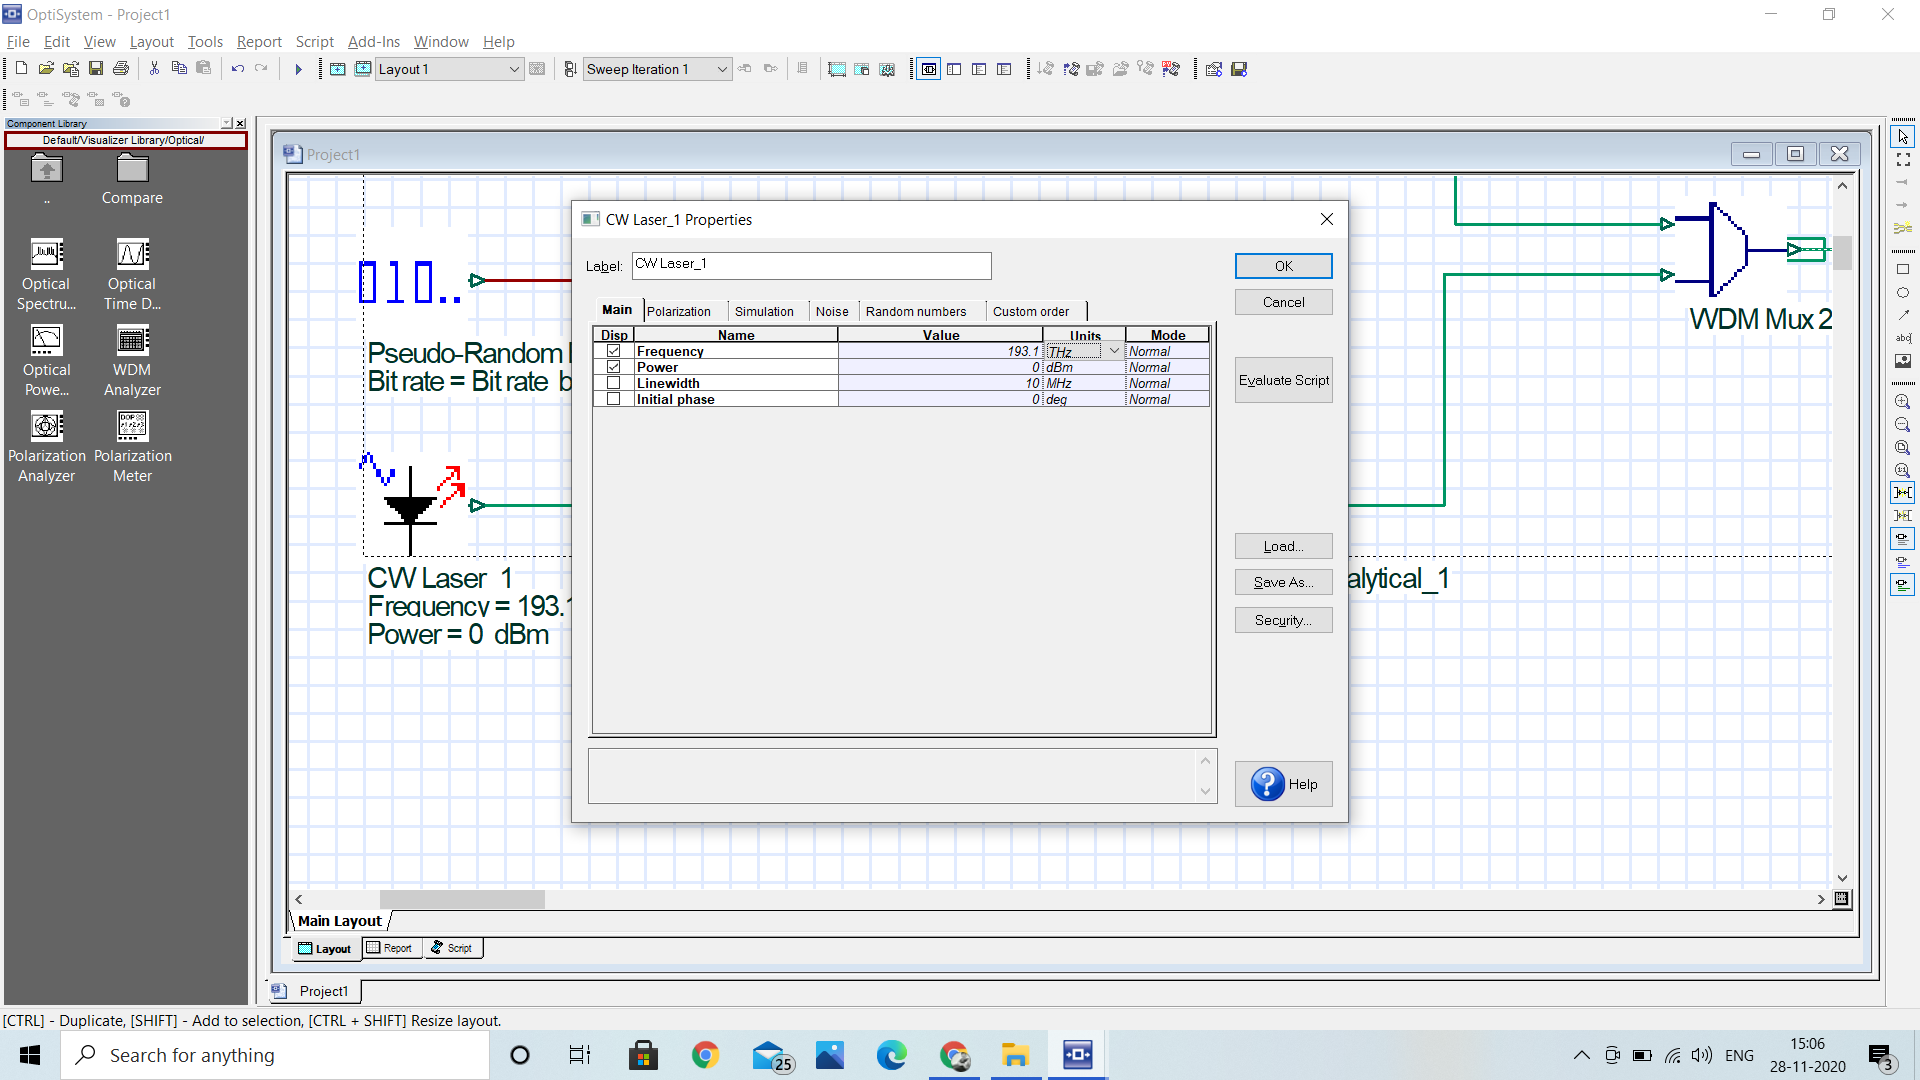 OptiSystem - Project1
File Edit View Layout Tools Report Script Add-Ins Window Help
Layout 1
Sweep Iteration 1
Component Library
Default/Visualizer Library/Optical/
.. Compare
Optical Spectru...
Optical Time D...
Optical Powe...
WDM Analyzer
Polarization Analyzer
Polarization Meter
Project1
010..
Pseudo-Random
Bit rate = Bit rate b
CW Laser 1
Frequency = 193.1
Power = 0 dBm
CW Laser_1 Properties
Label: CW Laser_1
Main Polarization Simulation Noise Random numbers Custom order
Disp Name Value Units Mode
Frequency 193.1 THz Normal
Power 0 dBm Normal
Linewidth 10 MHz Normal
Initial phase 0 deg Normal
OK
Cancel
Evaluate Script
Load...
Save As...
Security...
Help
WDM Mux 2
alytical_1
abc
1:1
Main Layout
Layout Report Script
Project1
[CTRL] - Duplicate, [SHIFT] - Add to selection, [CTRL + SHIFT] Resize layout.
Search for anything
25
ENG
15:06
28-11-2020
3